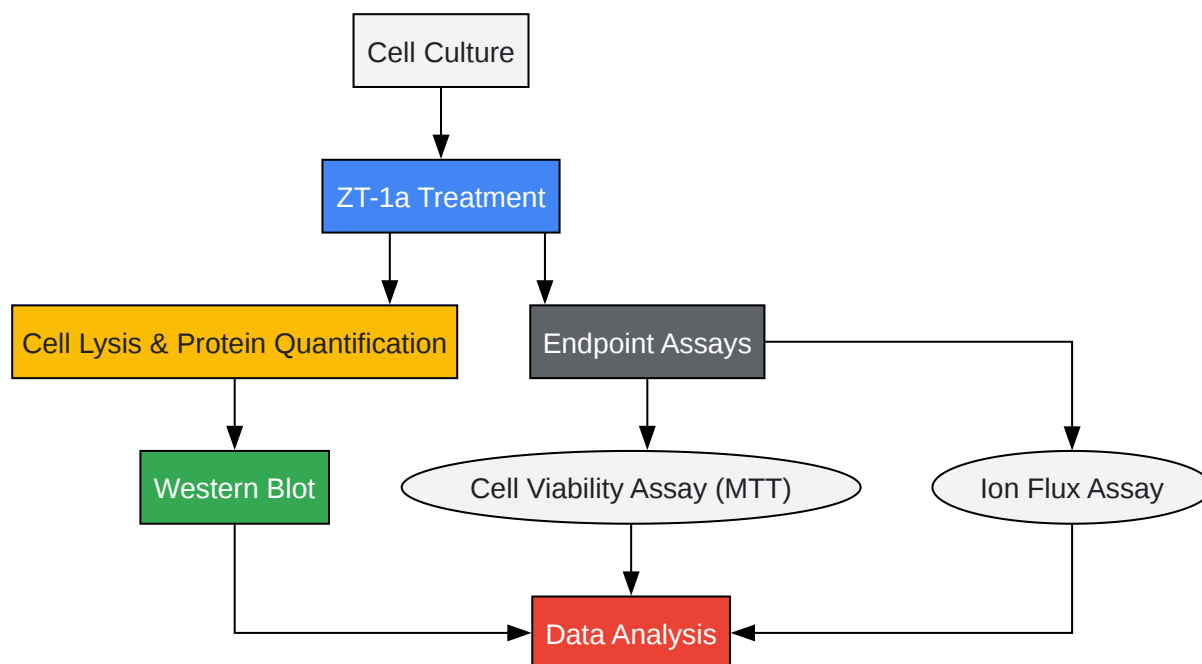 Cell Culture
ZT-1a Treatment
Cell Lysis & Protein Quantification
Endpoint Assays
Western Blot
Cell Viability Assay (MTT)
Ion Flux Assay
Data Analysis